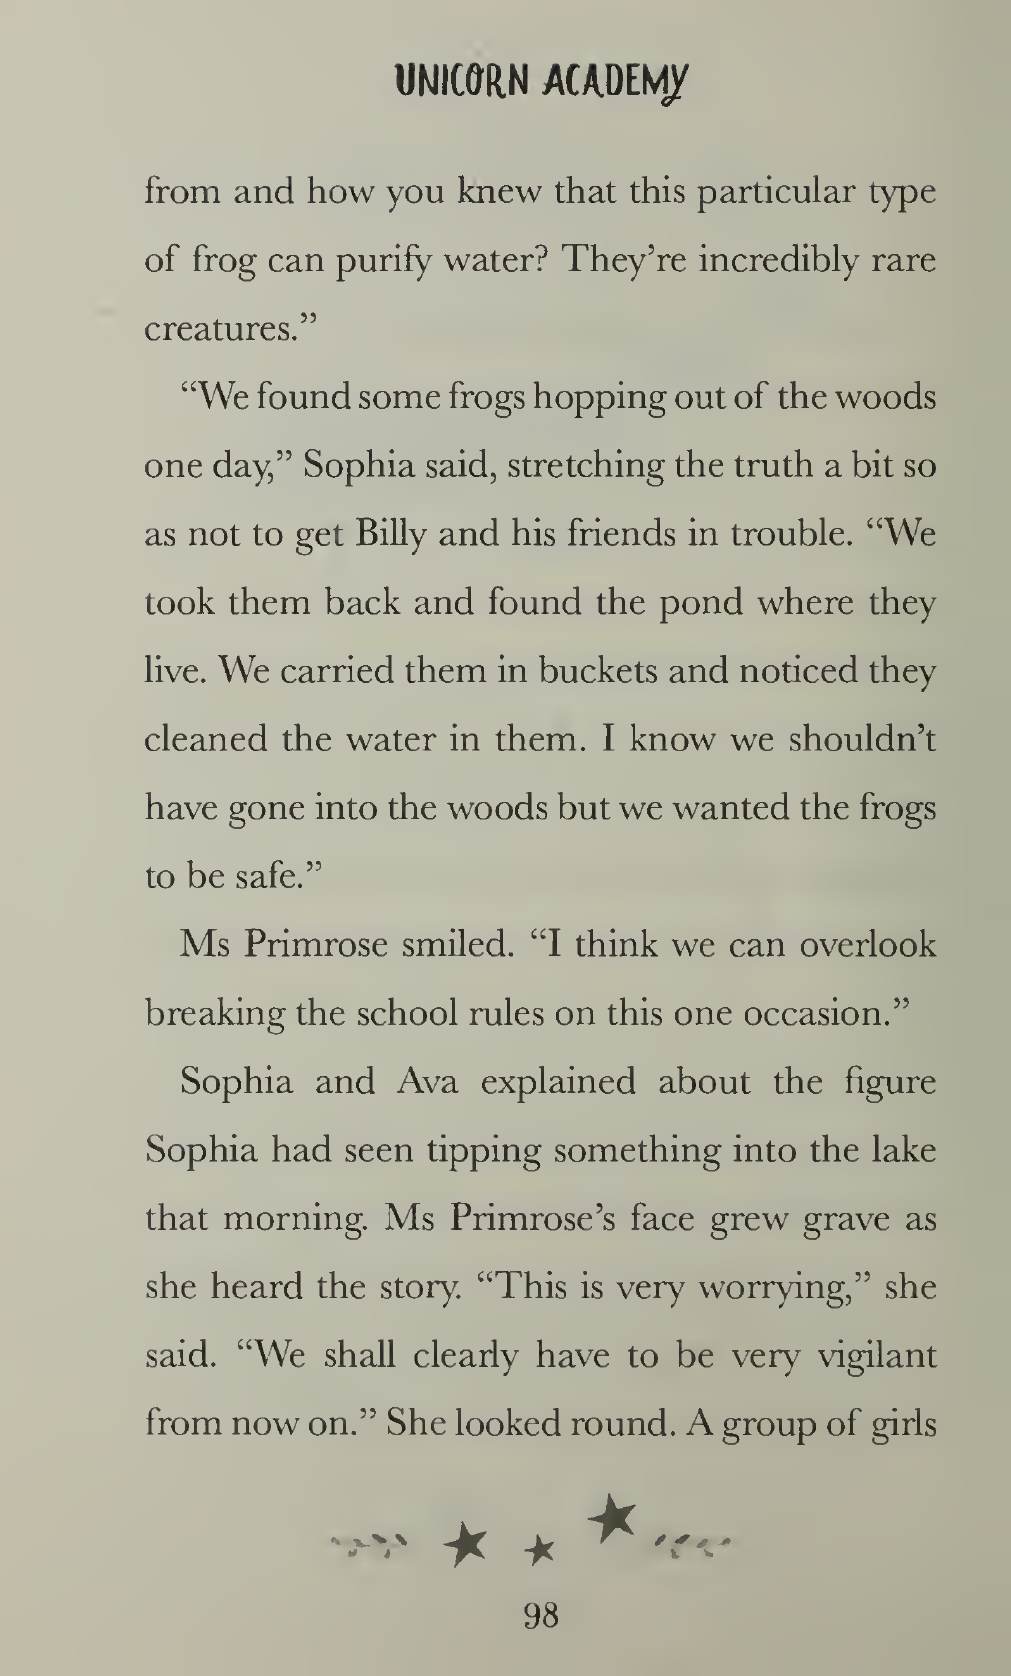 UNICORN ACADEMY
from and how you knew that this particular type
of frog can purify water? They’re incredibly rare
creatures.”
“We found some frogs hopping out of the woods
one day,” Sophia said, stretching the truth a bit so
as not to get Billy and his friends in trouble. “We
took them back and found the pond where they
live. We carried them in buckets and noticed they
cleaned the water in them. I know we shouldn’t
have gone into the woods but we wanted the frogs
to be safe.”
Ms Primrose smiled. “I think we can overlook
breaking the school rules on this one occasion.”
Sophia and Ava explained about the figure
Sophia had seen tipping something into the lake
that morning. Ms Primrose’s face grew grave as
she heard the story. “This is very worrying,” she
said. “We shall clearly have to be very vigilant
from now on.” She looked round. A group of girls
98